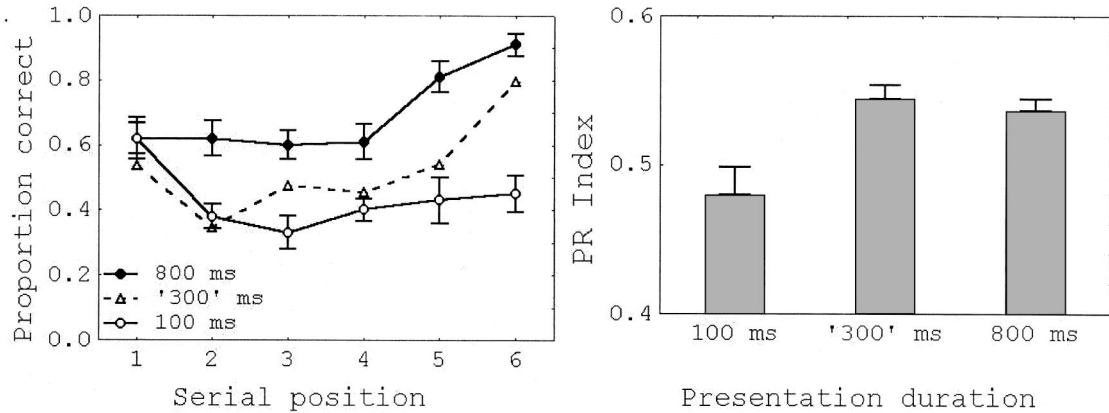 Proportion correct
1.0
0.8
0.6
0.4
0.2
0.0
800 ms
'300' ms
100 ms
1 2 3 4 5 6
Serial position
PR Index
0.6
0.5
0.4
100 ms '300' ms 800 ms
Presentation duration